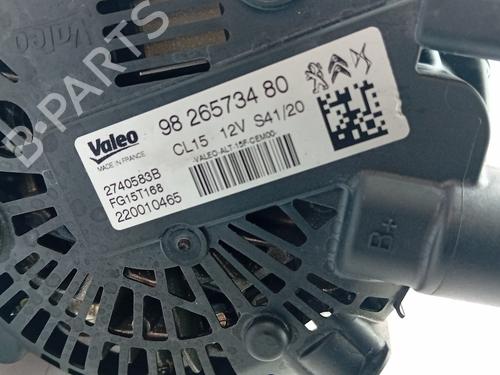 Valeo
B-PARTS
Valeo
MADE IN FRANCE
98 265734 80
CL15 12V S41/20
-VALEO-ALT-15F-CEM00-
2740583B
FG15T168
220010465
B+